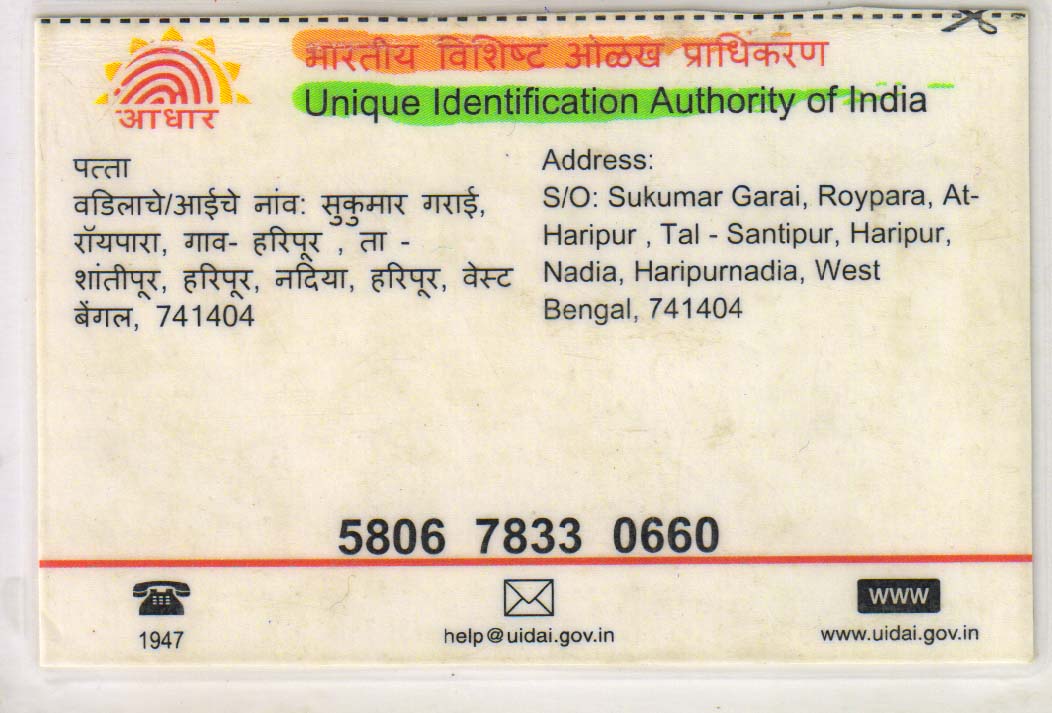 भारतीय विशिष्ट ओळख प्राधिकरण
Unique Identification Authority of India
आधार
पत्ता
वडिलाचे/आईचे नांव: सुकुमार गराई,
रॉयपारा, गाव- हरिपूर , ता -
शांतीपूर, हरिपूर, नदिया, हरिपूर, वेस्ट
बेंगल, 741404
Address:
S/O: Sukumar Garai, Roypara, At-
Haripur , Tal - Santipur, Haripur,
Nadia, Haripurnadia, West
Bengal, 741404
5806 7833 0660
WWW
1947
help@uidai.gov.in
www.uidai.gov.in